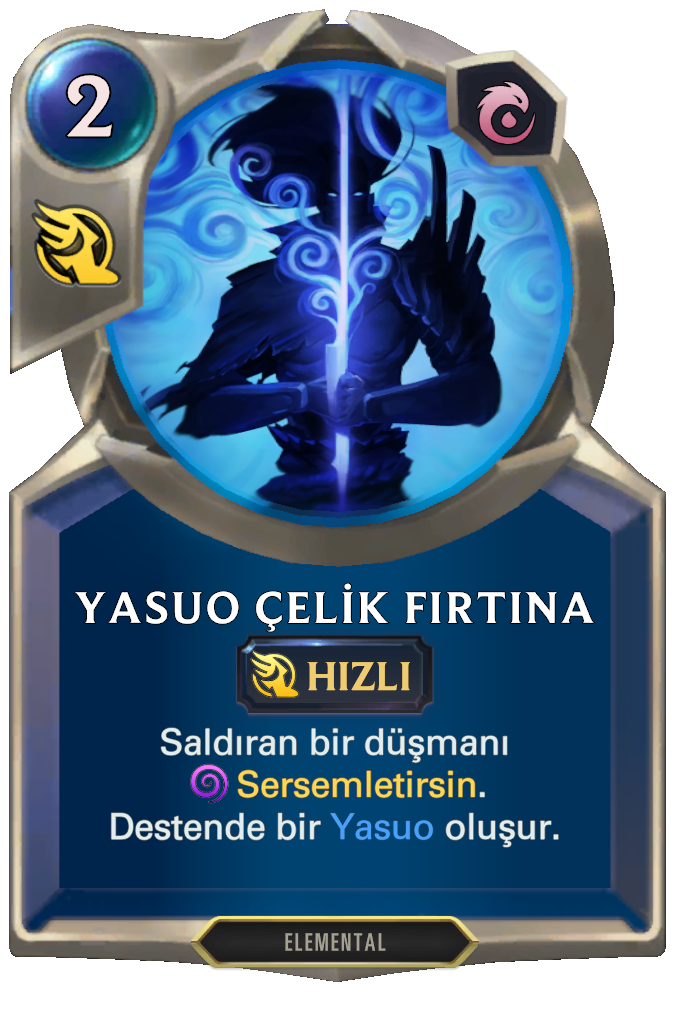 2
YASUO ÇELİK FIRTINA
HIZLI
Saldıran bir düşmanı
Sersemletirsin.
Destende bir Yasuo oluşur.
ELEMENTAL